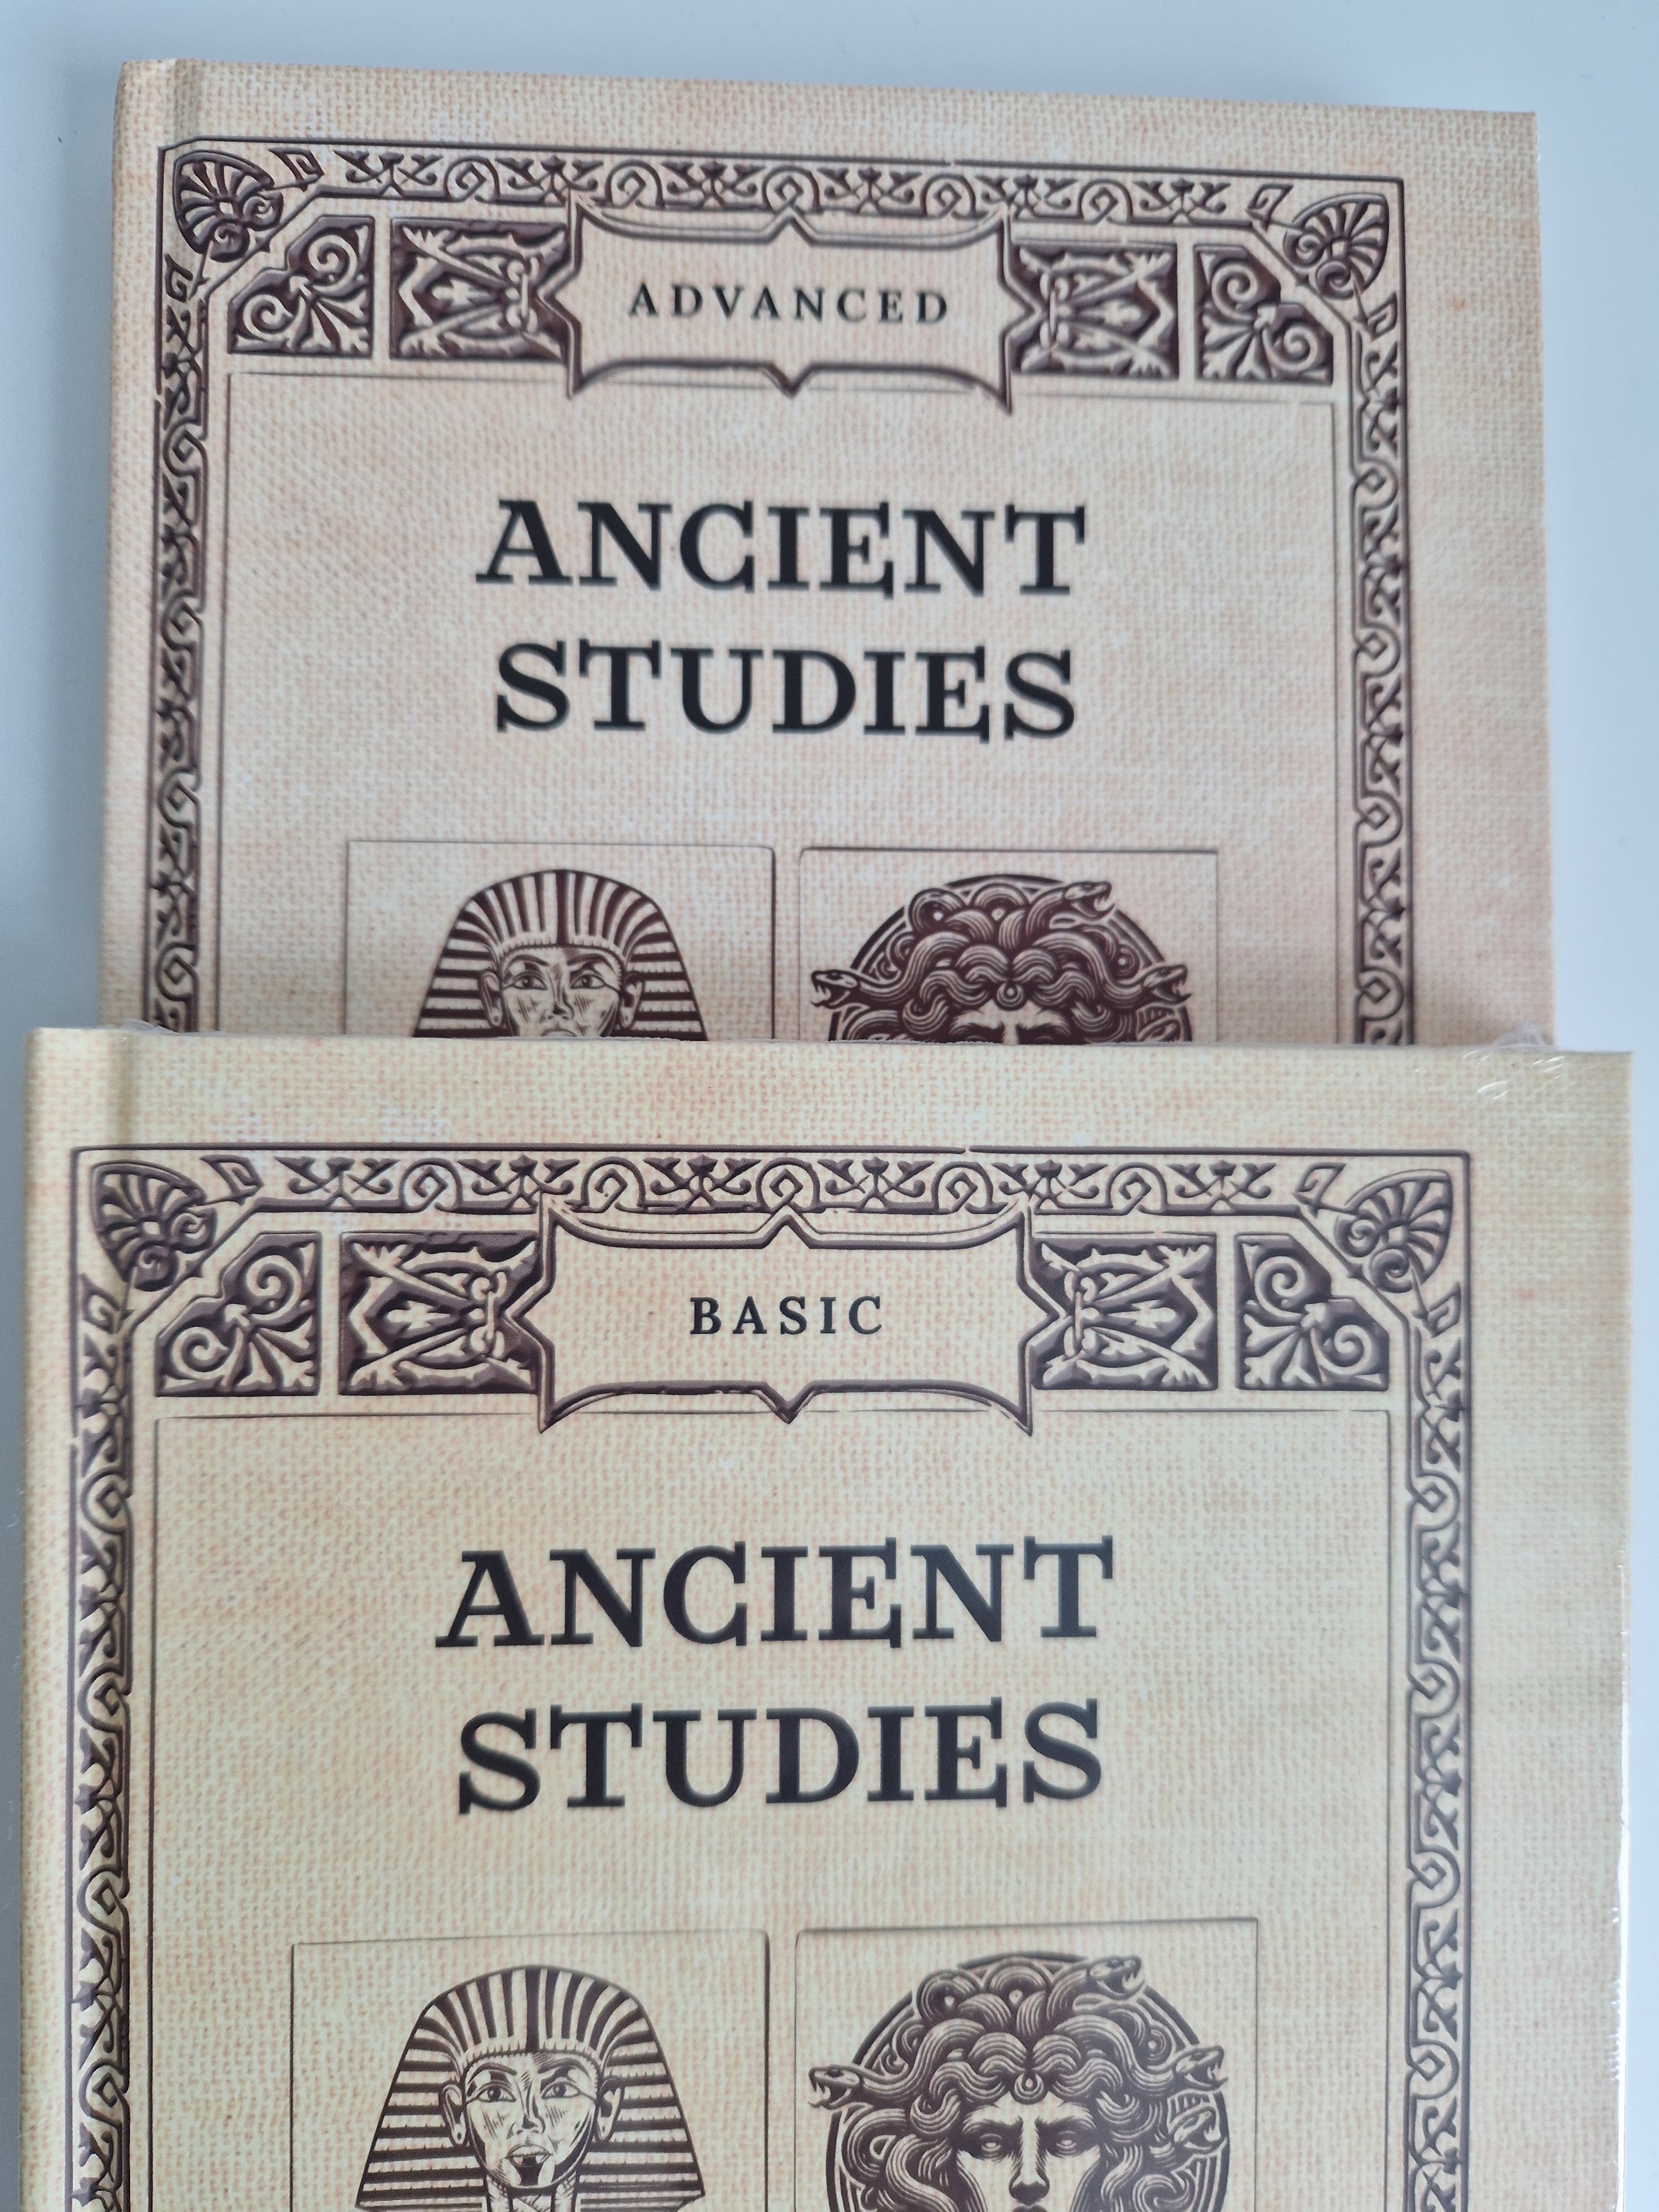 ADVANCED
ANCIENT
STUDIES
BASIC
ANCIENT
STUDIES